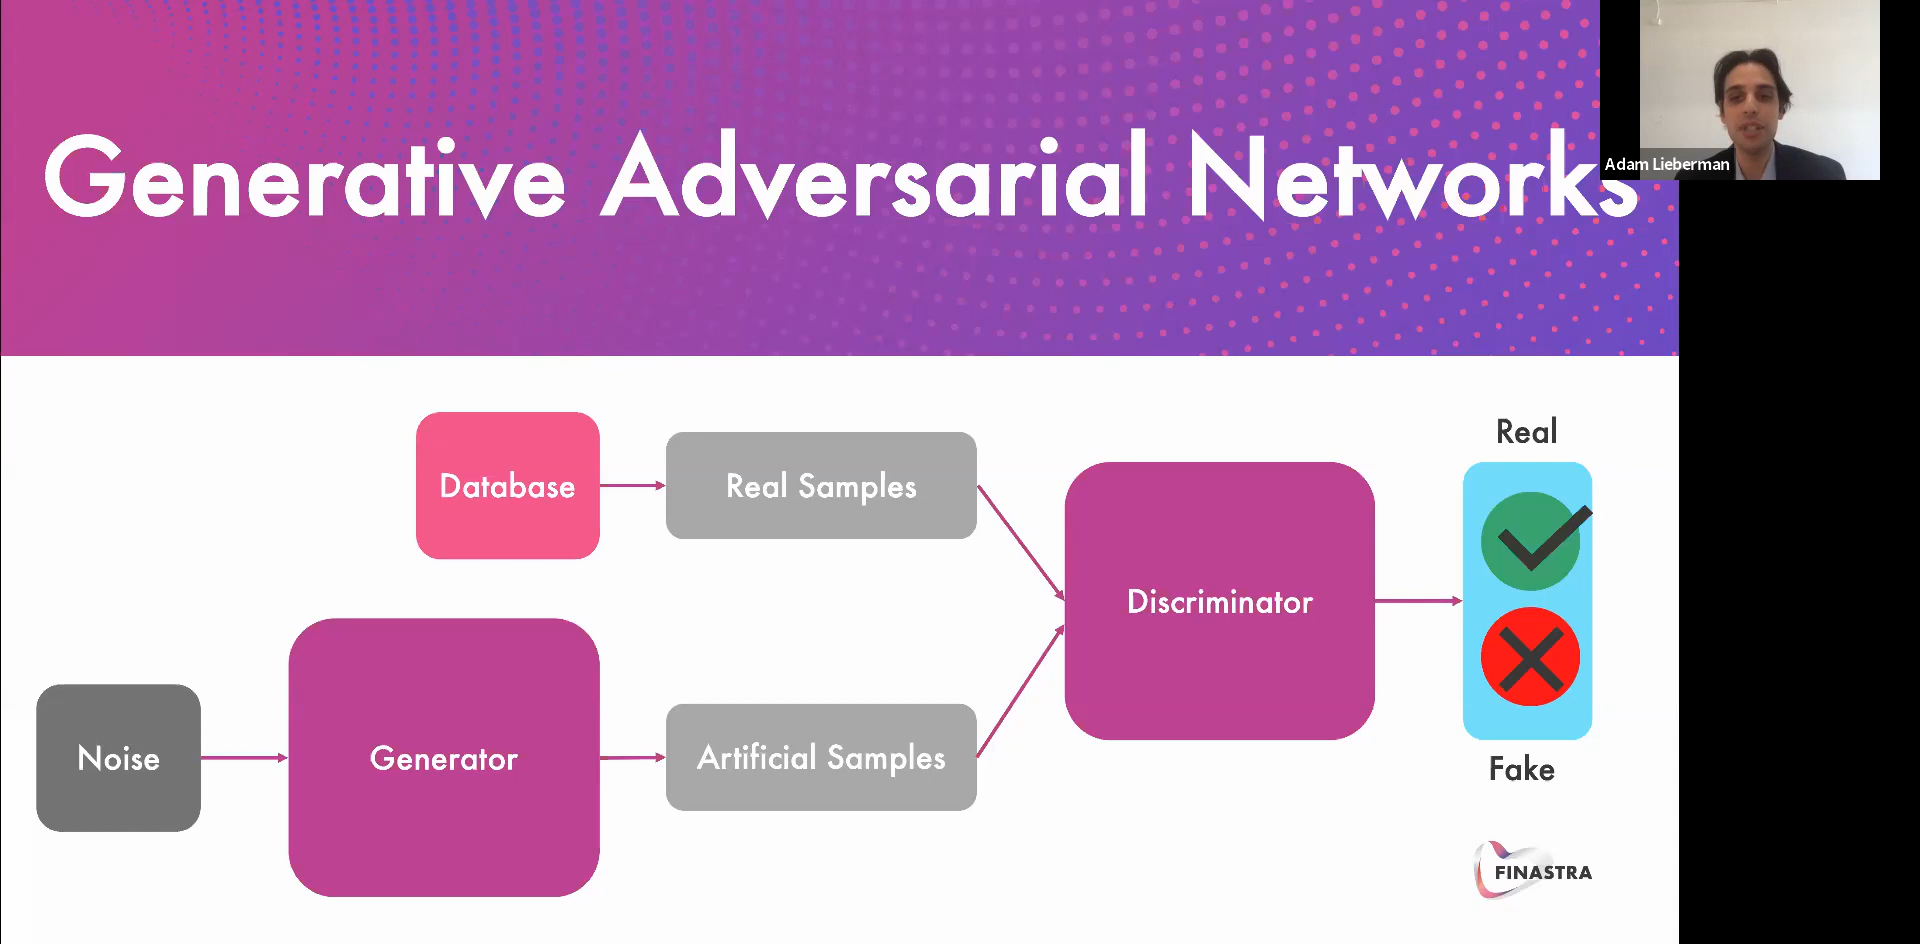 Generative Adversarial Networks
Adam Lieberman
Real
Database
Real Samples
Discriminator
Noise
Generator
Artificial Samples
Fake
FINASTRA